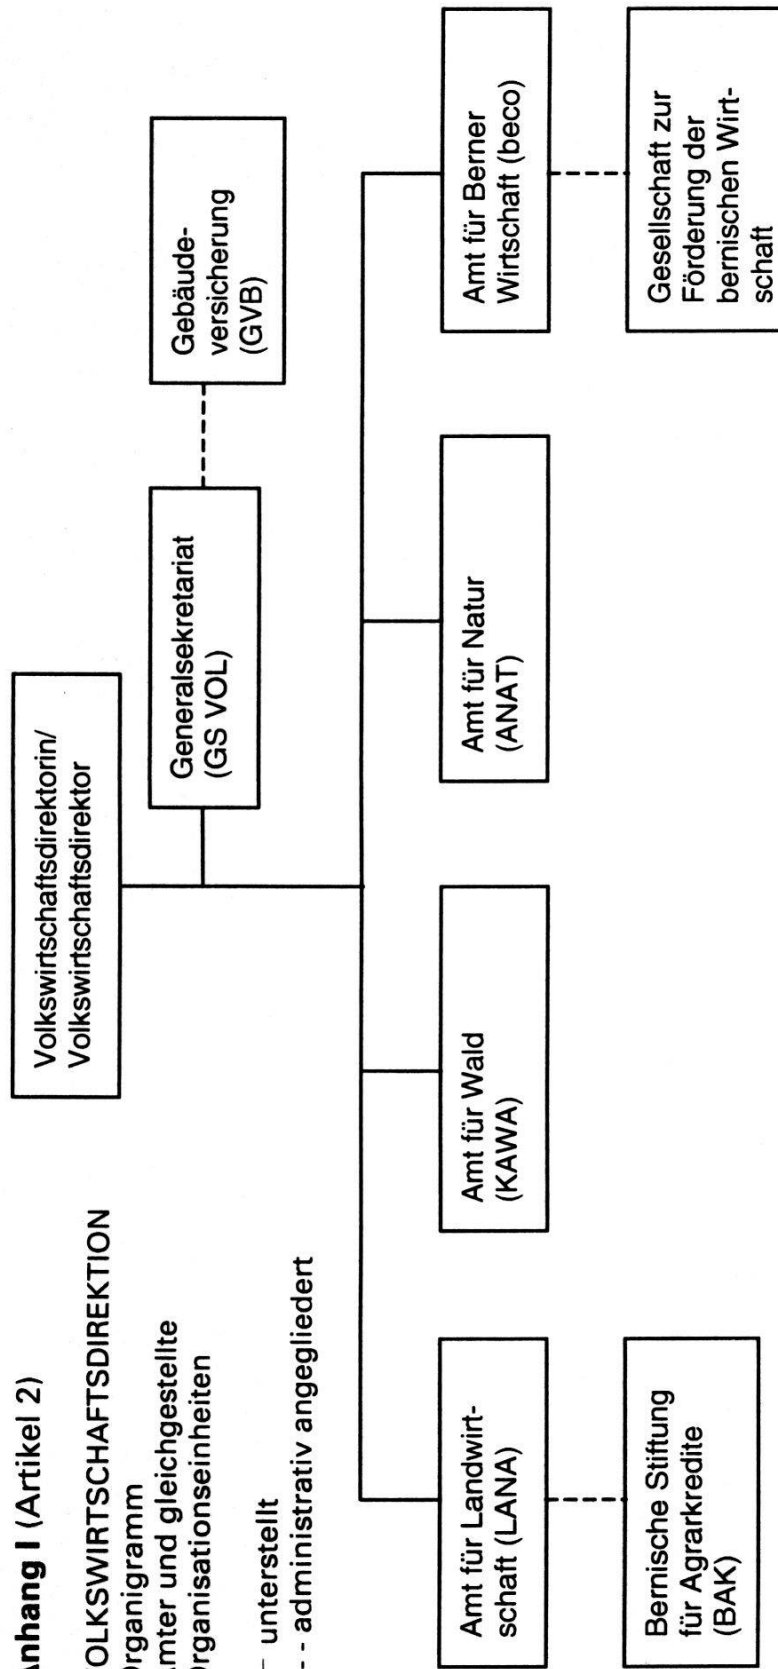 Anhang I (Artikel 2)
OLKSWIRTSCHAFTSDIREKTION
Organigramm
mter und gleichgestellte
Organisationseinheiten
— unterstellt
- - administrativ angegliedert
Volkswirtschaftsdirektorin/
Volkswirtschaftsdirektor
Generalsekretariat
(GS VOL)
Gebäude-
versicherung
(GVB)
Amt für Landwirt-
schaft (LANA)
Amt für Wald
(KAWA)
Amt für Natur
(ANAT)
Amt für Berner
Wirtschaft (beco)
Bernische Stiftung
für Agrarkredite
(BAK)
Gesellschaft zur
Förderung der
bernischen Wirt-
schaft